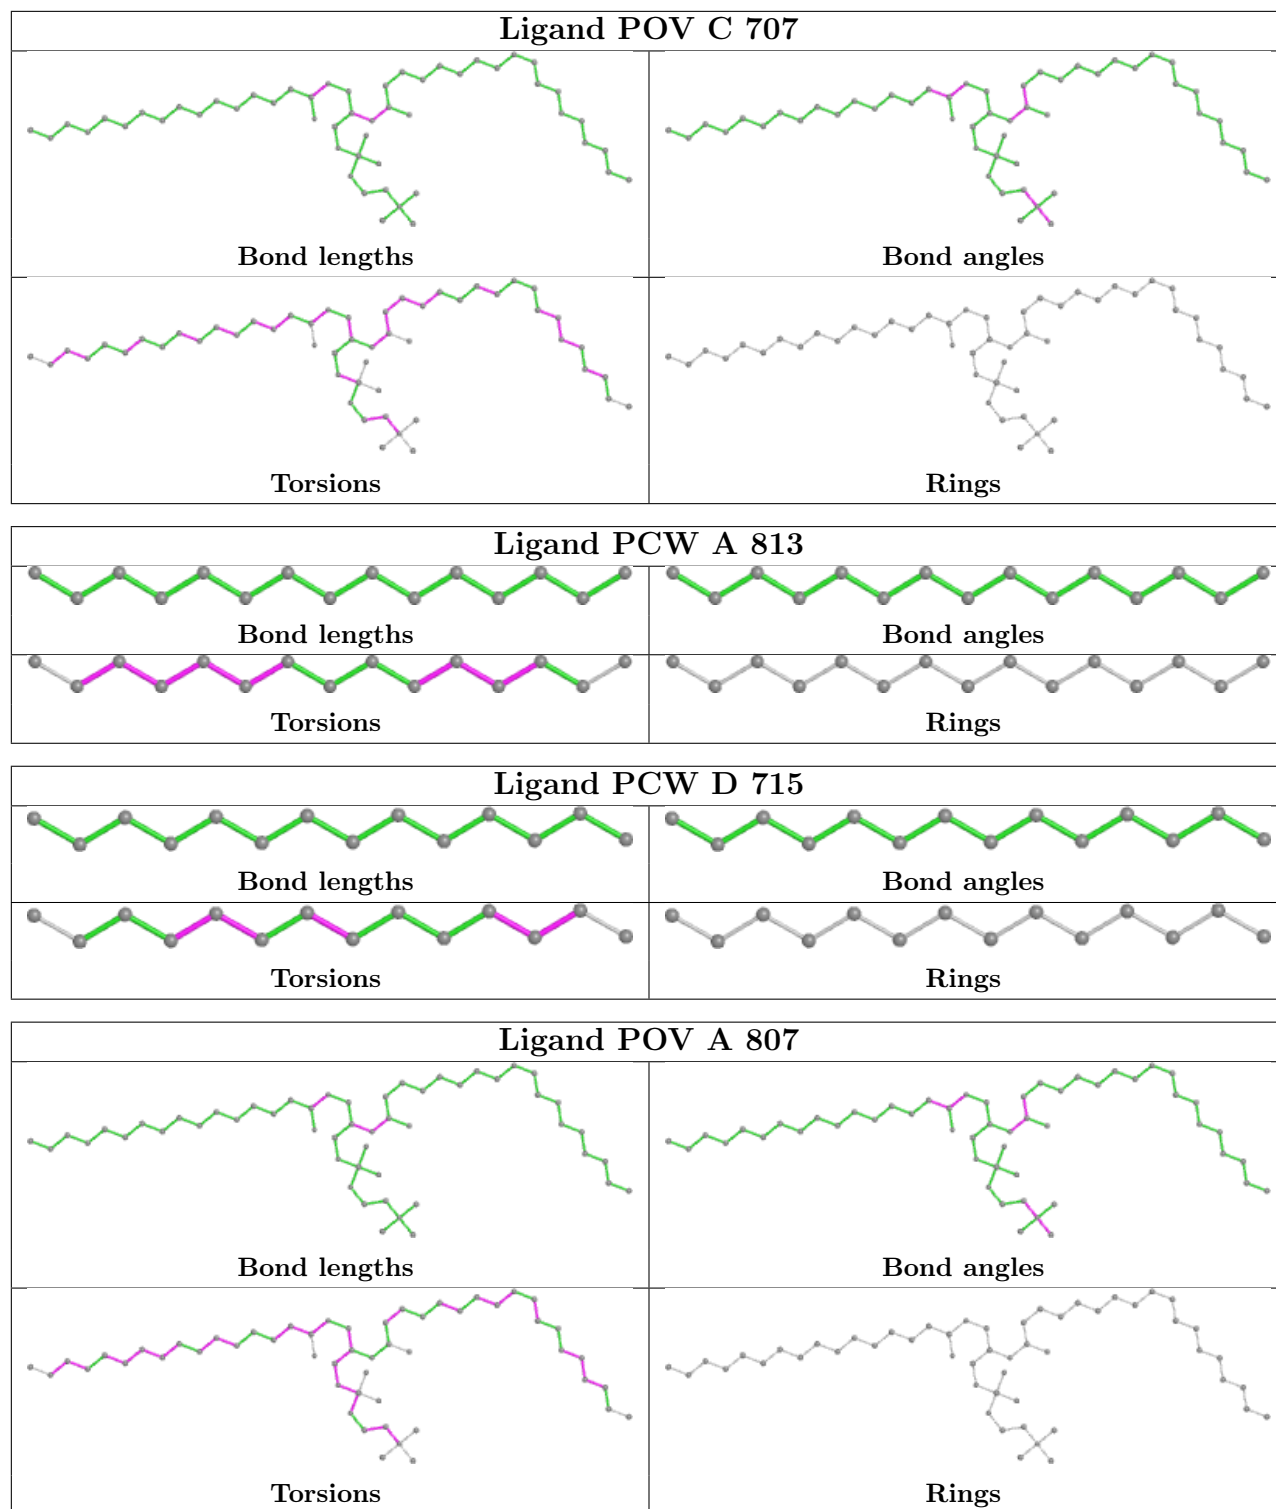 Ligand POV C 707
Bond lengths
Bond angles
Torsions
Rings
Ligand PCW A 813
Bond lengths
Bond angles
Torsions
Rings
Ligand PCW D 715
Bond lengths
Bond angles
Torsions
Rings
Ligand POV A 807
Bond lengths
Bond angles
Torsions
Rings